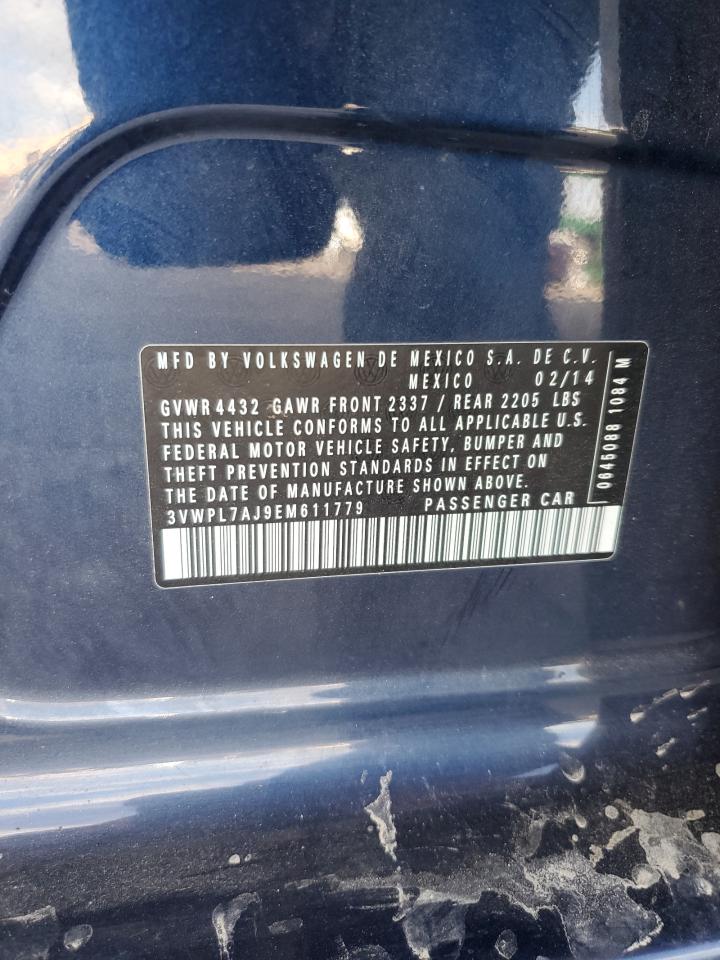 MFD BY VOLKSWAGEN DE MEXICO S.A. DE C.V.
MEXICO 02/14
GVWR 4432 GAWR FRONT 2337 / REAR 2205 LBS
THIS VEHICLE CONFORMS TO ALL APPLICABLE U.S.
FEDERAL MOTOR VEHICLE SAFETY, BUMPER AND
THEFT PREVENTION STANDARDS IN EFFECT ON
THE DATE OF MANUFACTURE SHOWN ABOVE.
3VWPL7AJ9EM611779 PASSENGER CAR
0645088 1084 M